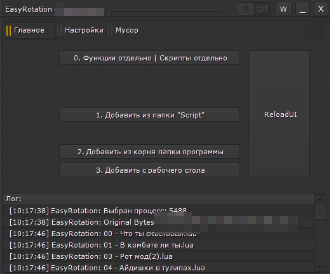 EasyRotation
Off W _ X
Главное Настройки Мусор
0. Функции отдельно | Скрипты отдельно
1. Добавить из папки "Script"
ReloadUI
2. Добавить из корня папки программы
3. Добавить с рабочего стола
Лог:
[10:17:38] EasyRotation: Выбран процесс: 5488
[10:17:38] EasyRotation: Original Bytes
[10:17:46] EasyRotation: 00 - Что ты
[10:17:46] EasyRotation: 01 - В комбате ли ты.lua
[10:17:46] EasyRotation: 03 - Pet мод(2).lua
[10:17:46] EasyRotation: 04 - Айдишки в тулипах.lua